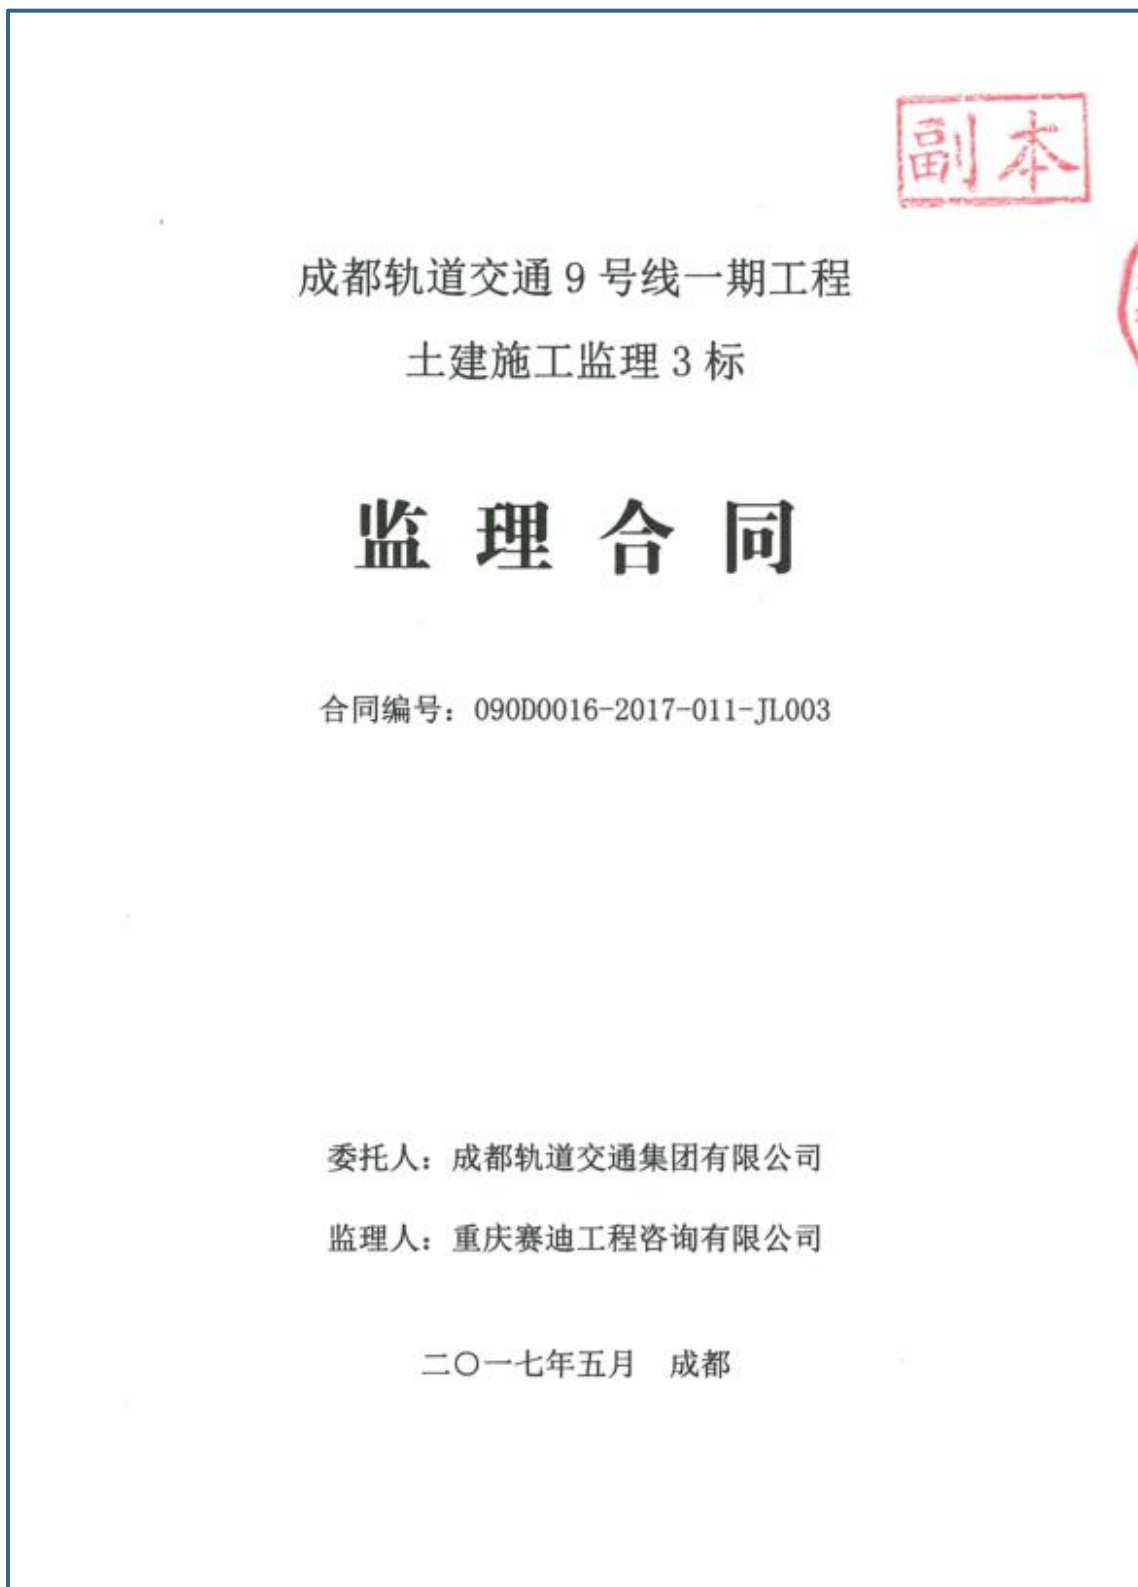 副本
成都轨道交通9号线一期工程
土建施工监理3标
监理合同
合同编号：090D0016-2017-011-JL003
委托人：成都轨道交通集团有限公司
监理人：重庆赛迪工程咨询有限公司
二〇一七年五月 成都